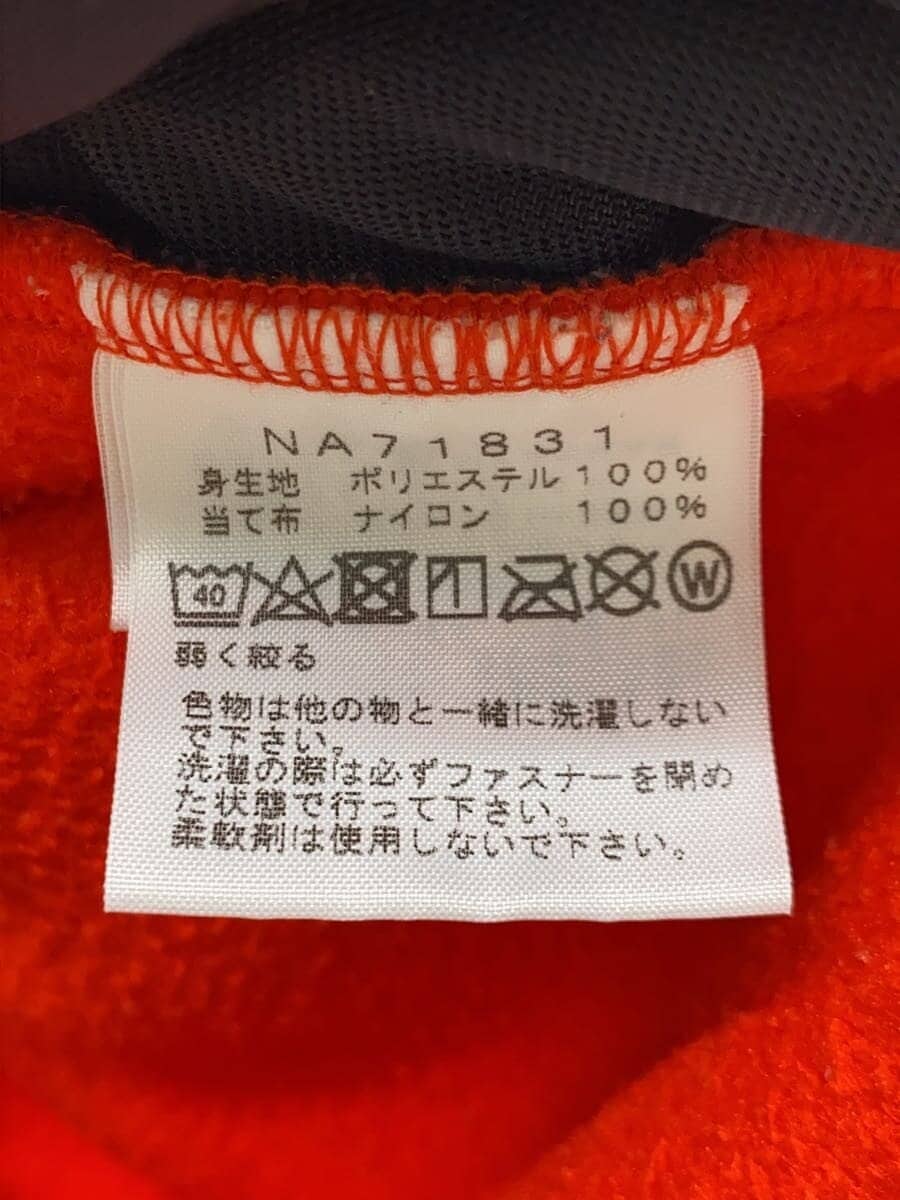 NA71831
身生地 ポリエステル100%
当て布 ナイロン 100%
40 W
弱く絞る
色物は他の物と一緒に洗濯しない
で下さい。
洗濯の際は必ずファスナーを閉め
た状態で行って下さい。
柔軟剤は使用しないで下さい。